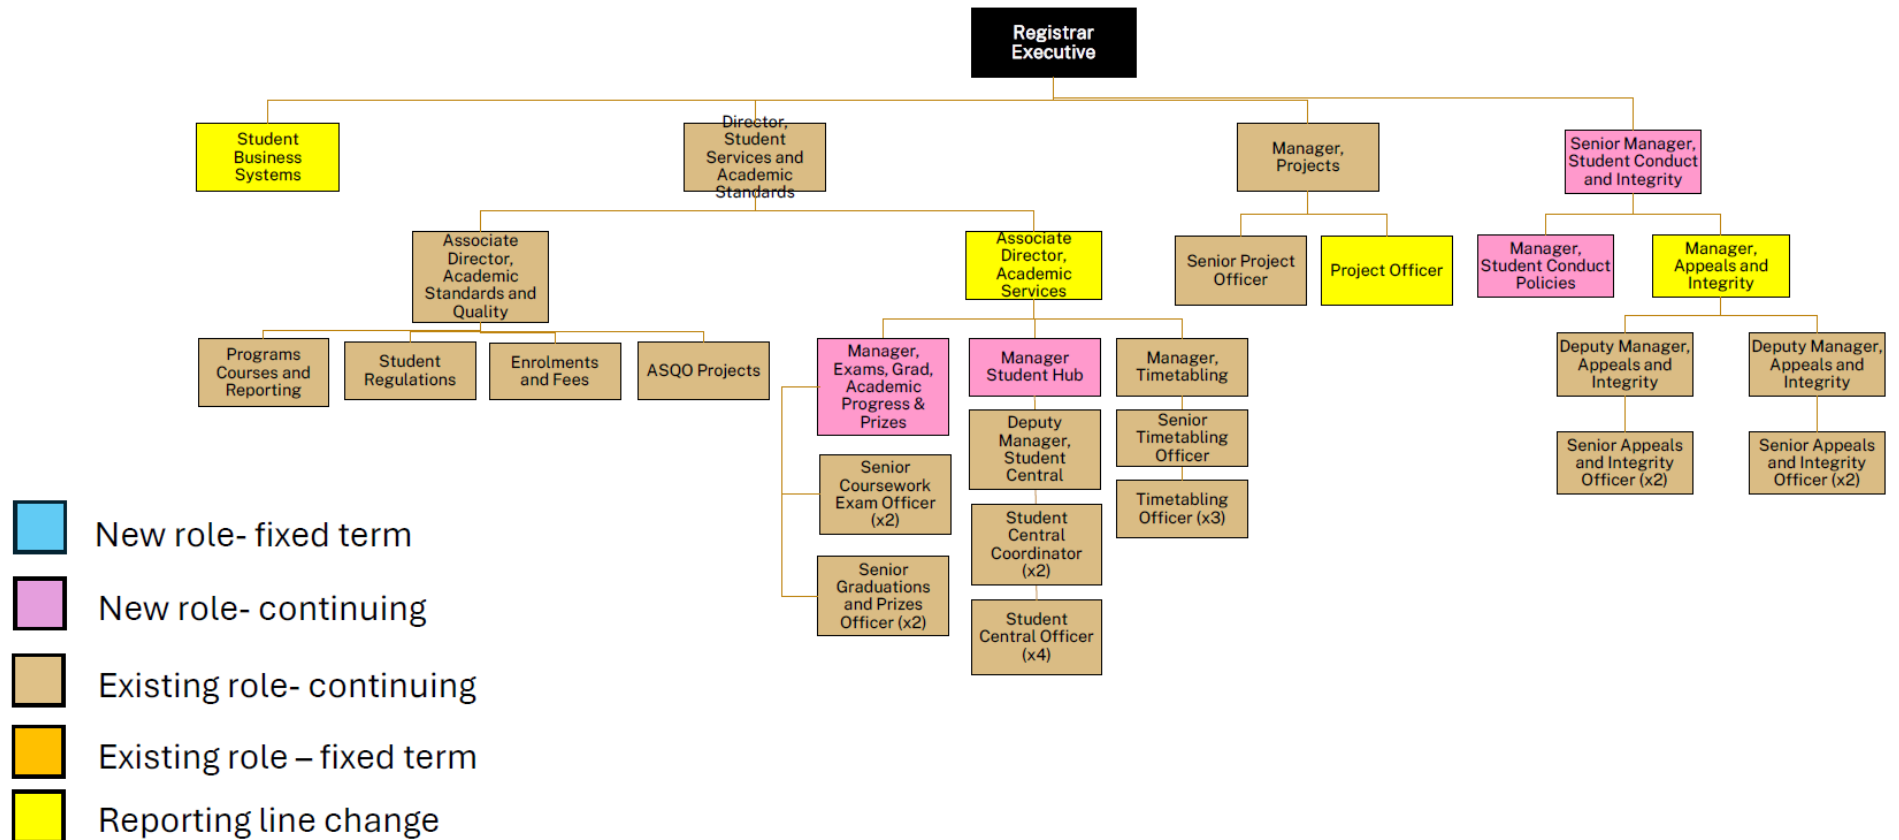 Registrar
Executive
Student
Business
Systems
Director,
Student
Services and
Academic
Standards
Manager,
Projects
Senior Manager,
Student Conduct
and Integrity
Associate
Director,
Academic
Standards and
Quality
Associate
Director,
Academic
Services
Senior Project
Officer
Project Officer
Manager,
Student Conduct
Policies
Manager,
Appeals and
Integrity
Programs
Courses and
Reporting
Student
Regulations
Enrolments
and Fees
ASQO Projects
Manager,
Exams, Grad,
Academic
Progress &
Prizes
Manager
Student Hub
Manager,
Timetabling
Deputy Manager,
Appeals and
Integrity
Deputy Manager,
Appeals and
Integrity
Senior
Coursework
Exam Officer
(x2)
Deputy
Manager,
Student
Central
Senior
Timetabling
Officer
Senior Appeals
and Integrity
Officer (x2)
Senior Appeals
and Integrity
Officer (x2)
Senior
Graduations
and Prizes
Officer (x2)
Student
Central
Coordinator
(x2)
Timetabling
Officer (x3)
Student
Central Officer
(x4)
New role- fixed term
New role- continuing
Existing role- continuing
Existing role – fixed term
Reporting line change